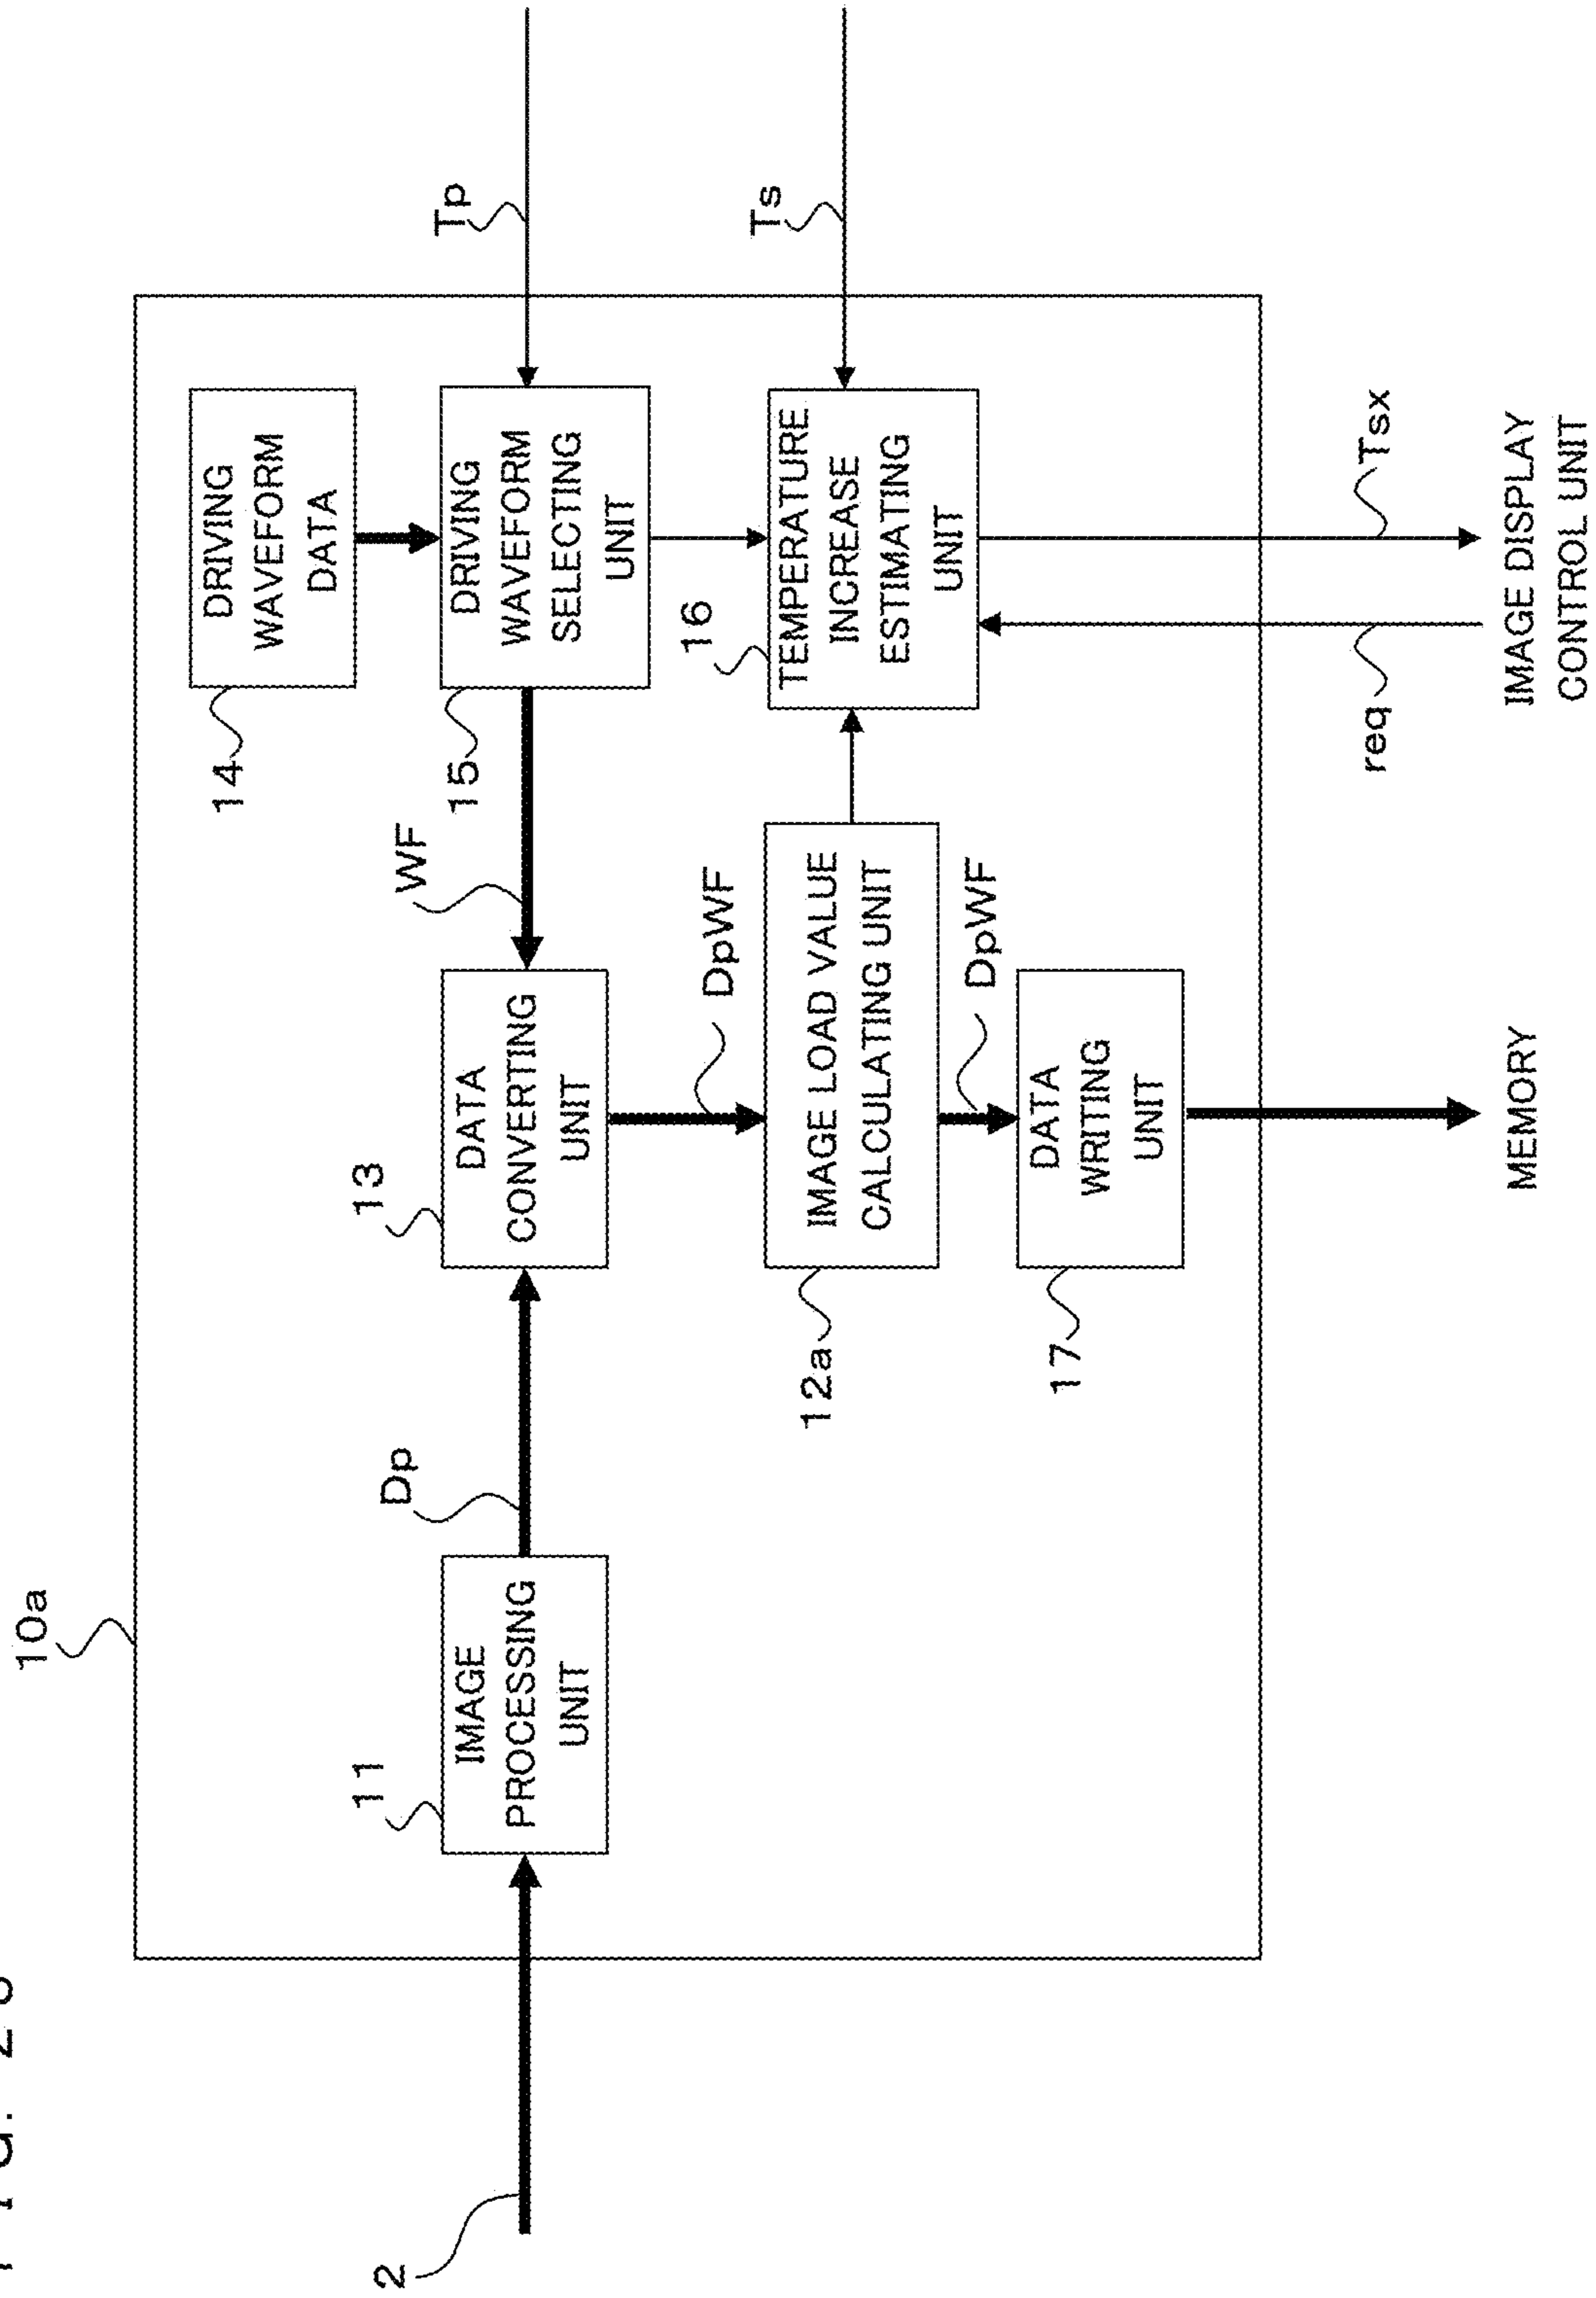 10a
14
DRIVING
WAVEFORM
DATA
2
11
IMAGE
PROCESSING
UNIT
Dp
13
DATA
CONVERTING
UNIT
WF
15
DRIVING
WAVEFORM
SELECTING
UNIT
Tp
DpWF
12a
IMAGE LOAD VALUE
CALCULATING UNIT
16
TEMPERATURE
INCREASE
ESTIMATING
UNIT
Ts
DpWF
17
DATA
WRITING
UNIT
req
Tsx
MEMORY
IMAGE DISPLAY
CONTROL UNIT